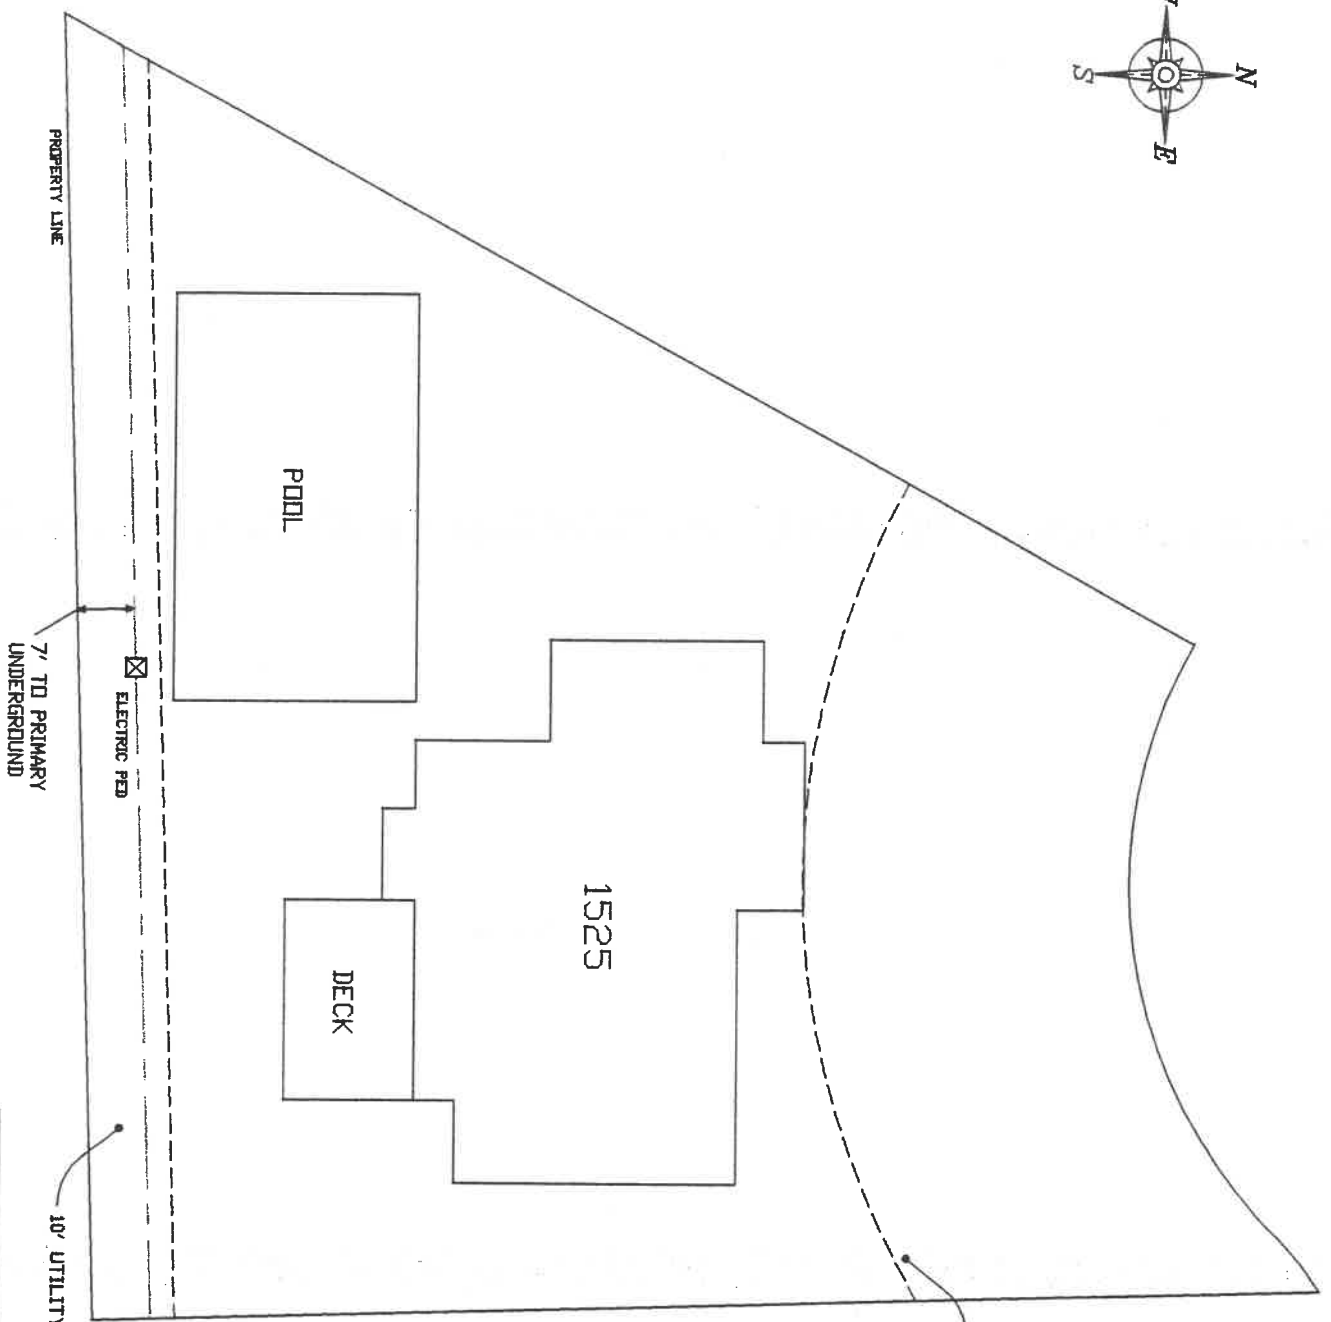 N
S
E
PROPERTY LINE
POOL
7' TO PRIMARY
UNDERGROUND
ELECTRIC PED
1525
DECK
10' UTILITY